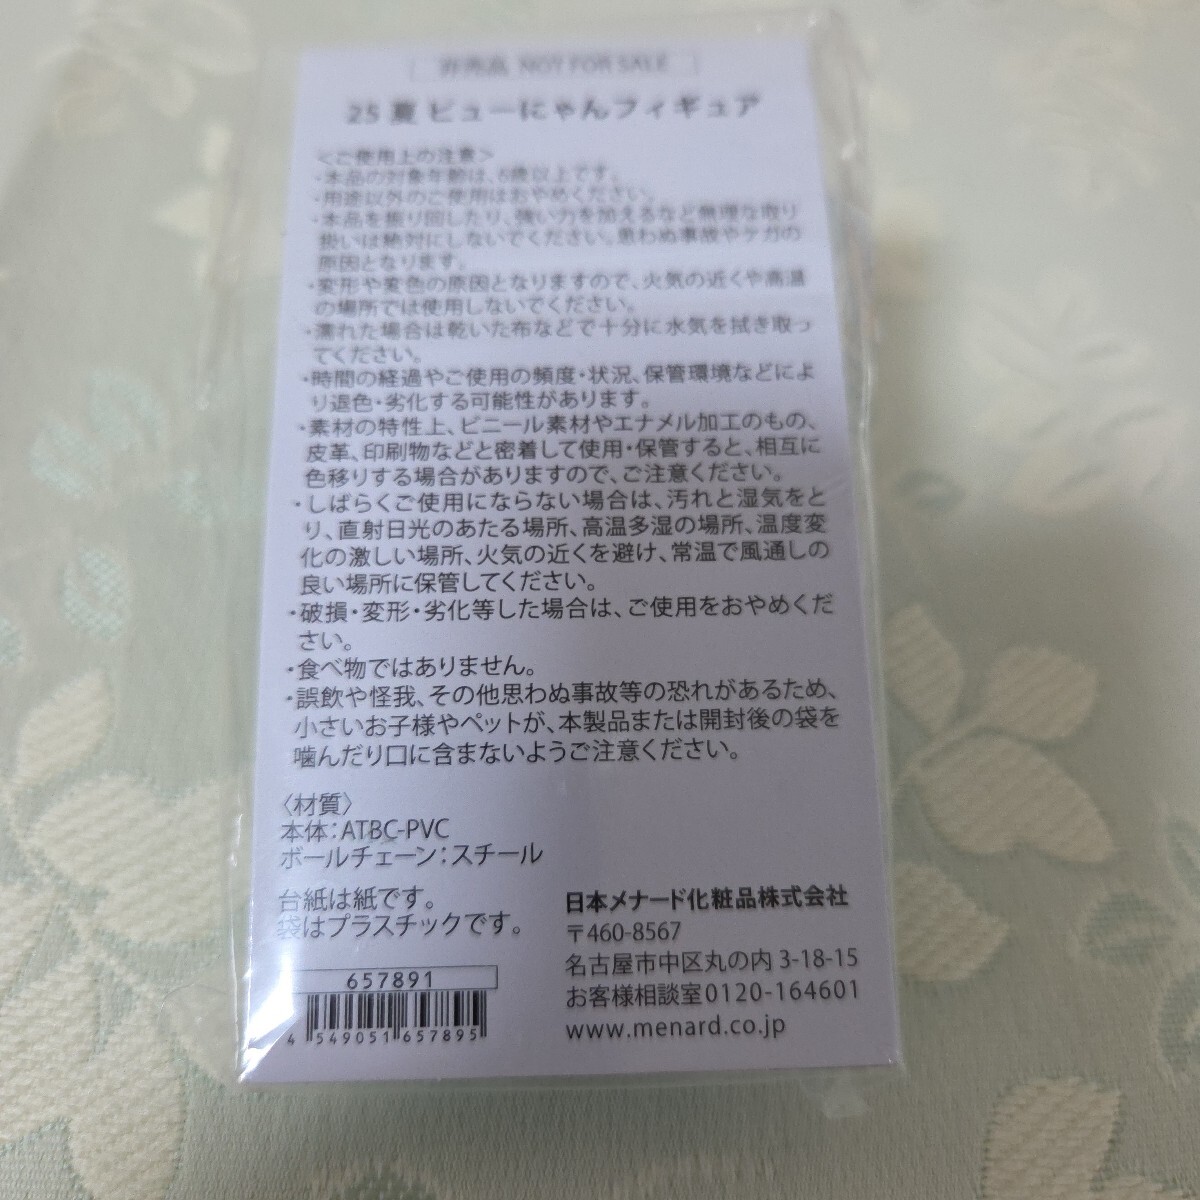 非売品 NOT FOR SALE
25 夏 ビューにゃんフィギュア
<ご使用上の注意>
・本品の対象年齢は、6歳以上です。
・用途以外のご使用はおやめください。
・本品を振り回したり、強い力を加えるなど無理な取り
扱いは絶対にしないでください。思わぬ事故やケガの
原因となります。
・変形や変色の原因となりますので、火気の近くや高温
の場所では使用しないでください。
・濡れた場合は乾いた布などで十分に水気を拭き取っ
てください。
・時間の経過やご使用の頻度・状況、保管環境などによ
り退色・劣化する可能性があります。
・素材の特性上、ビニール素材やエナメル加工のもの、
皮革、印刷物などと密着して使用・保管すると、相互に
色移りする場合がありますので、ご注意ください。
・しばらくご使用にならない場合は、汚れと湿気をと
り、直射日光のあたる場所、高温多湿の場所、温度変
化の激しい場所、火気の近くを避け、常温で風通しの
良い場所に保管してください。
・破損・変形・劣化等した場合は、ご使用をおやめくだ
さい。
・食べ物ではありません。
・誤飲や怪我、その他思わぬ事故等の恐れがあるため、
小さいお子様やペットが、本製品または開封後の袋を
噛んだり口に含まないようご注意ください。
〈材質〉
本体：ATBC-PVC
ボールチェーン：スチール
台紙は紙です。
袋はプラスチックです。
657891
4 549051 657895
日本メナード化粧品株式会社
〒460-8567
名古屋市中区丸の内 3-18-15
お客様相談室0120-164601
www.menard.co.jp